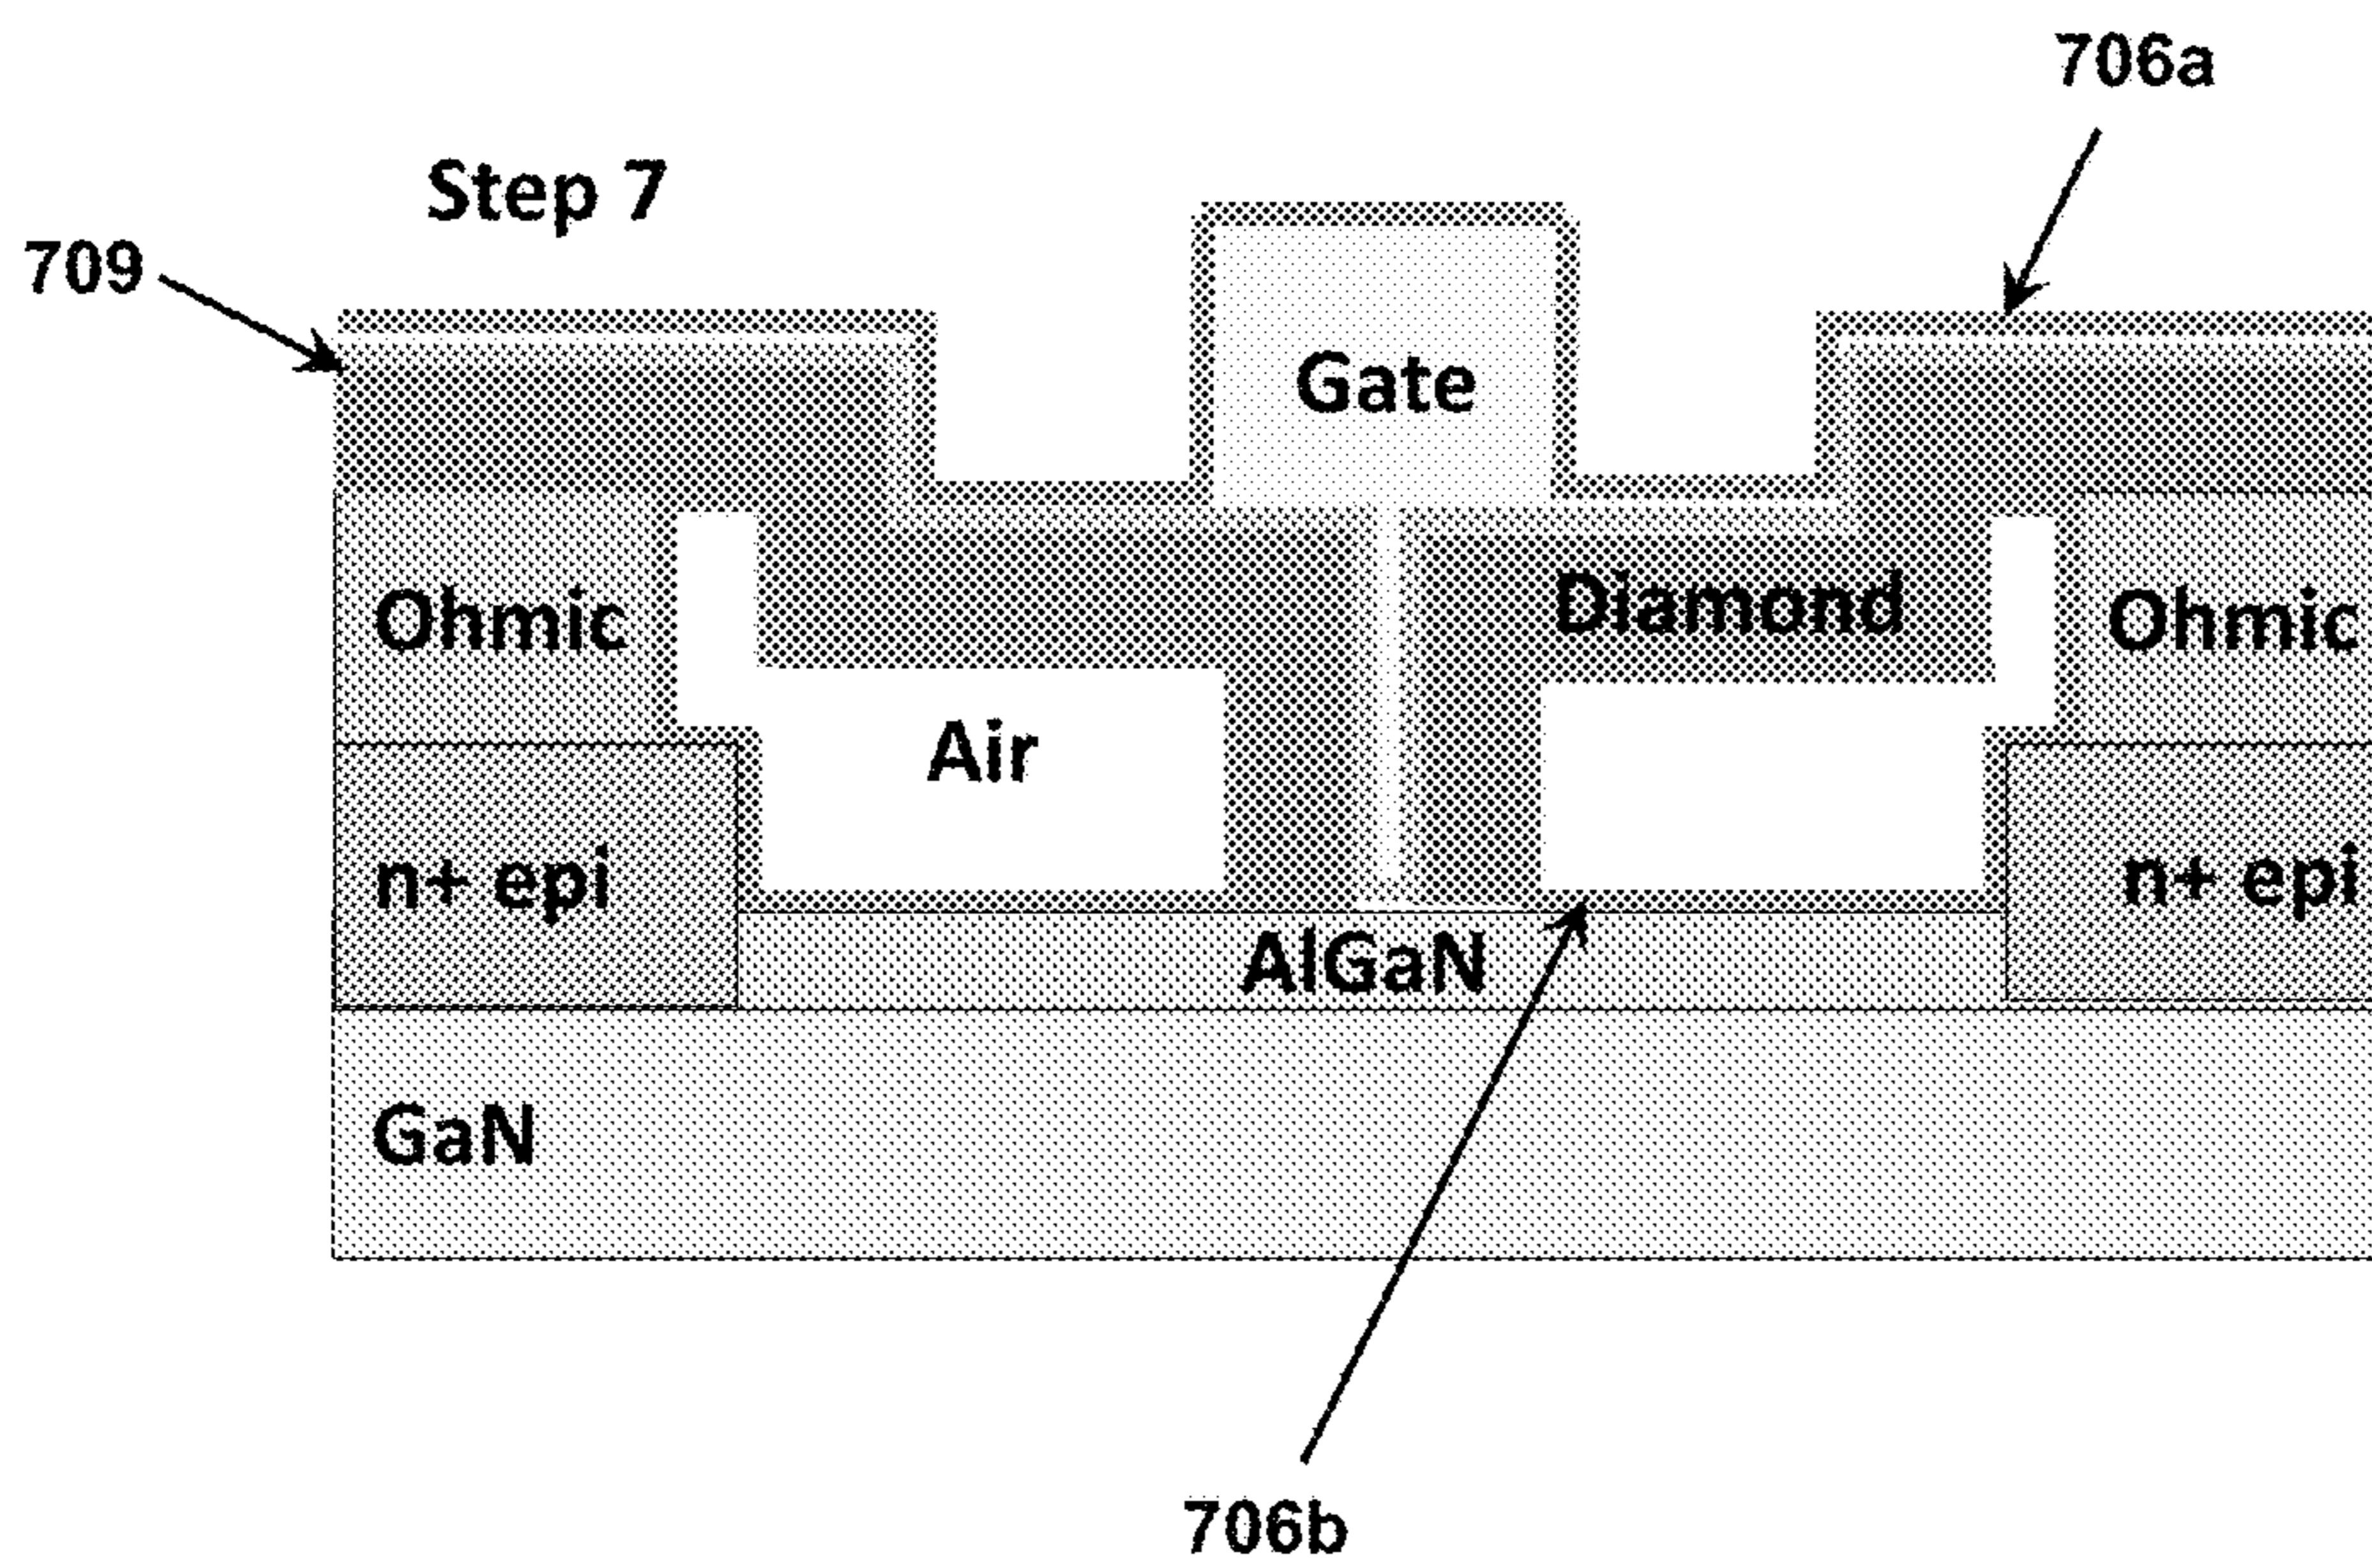 706a
Step 7
709
Gate
Ohmic
Diamond
Ohmic
Air
n+ epi
n+ epi
AlGaN
GaN
706b